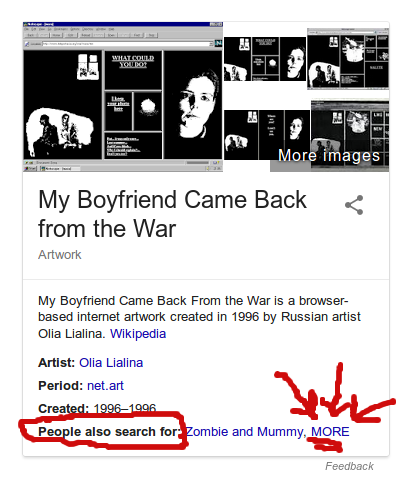 WHAT COULD
YOU DO?
I keep
your photo
here
More images
My Boyfriend Came Back
from the War
Artwork
My Boyfriend Came Back From the War is a browser-
based internet artwork created in 1996 by Russian artist
Olia Lialina. Wikipedia
Artist: Olia Lialina
Period: net.art
Created: 1996–1996
People also search for: Zombie and Mummy, MORE
Feedback